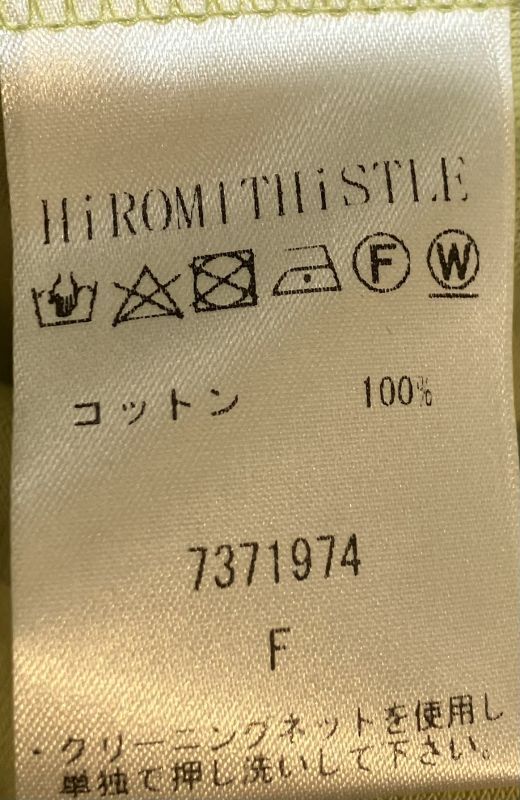 HiROMITHiSTLE
F W
コットン 100%
7371974
F
・クリーニングネットを使用し
単独で押し洗いして下さい。